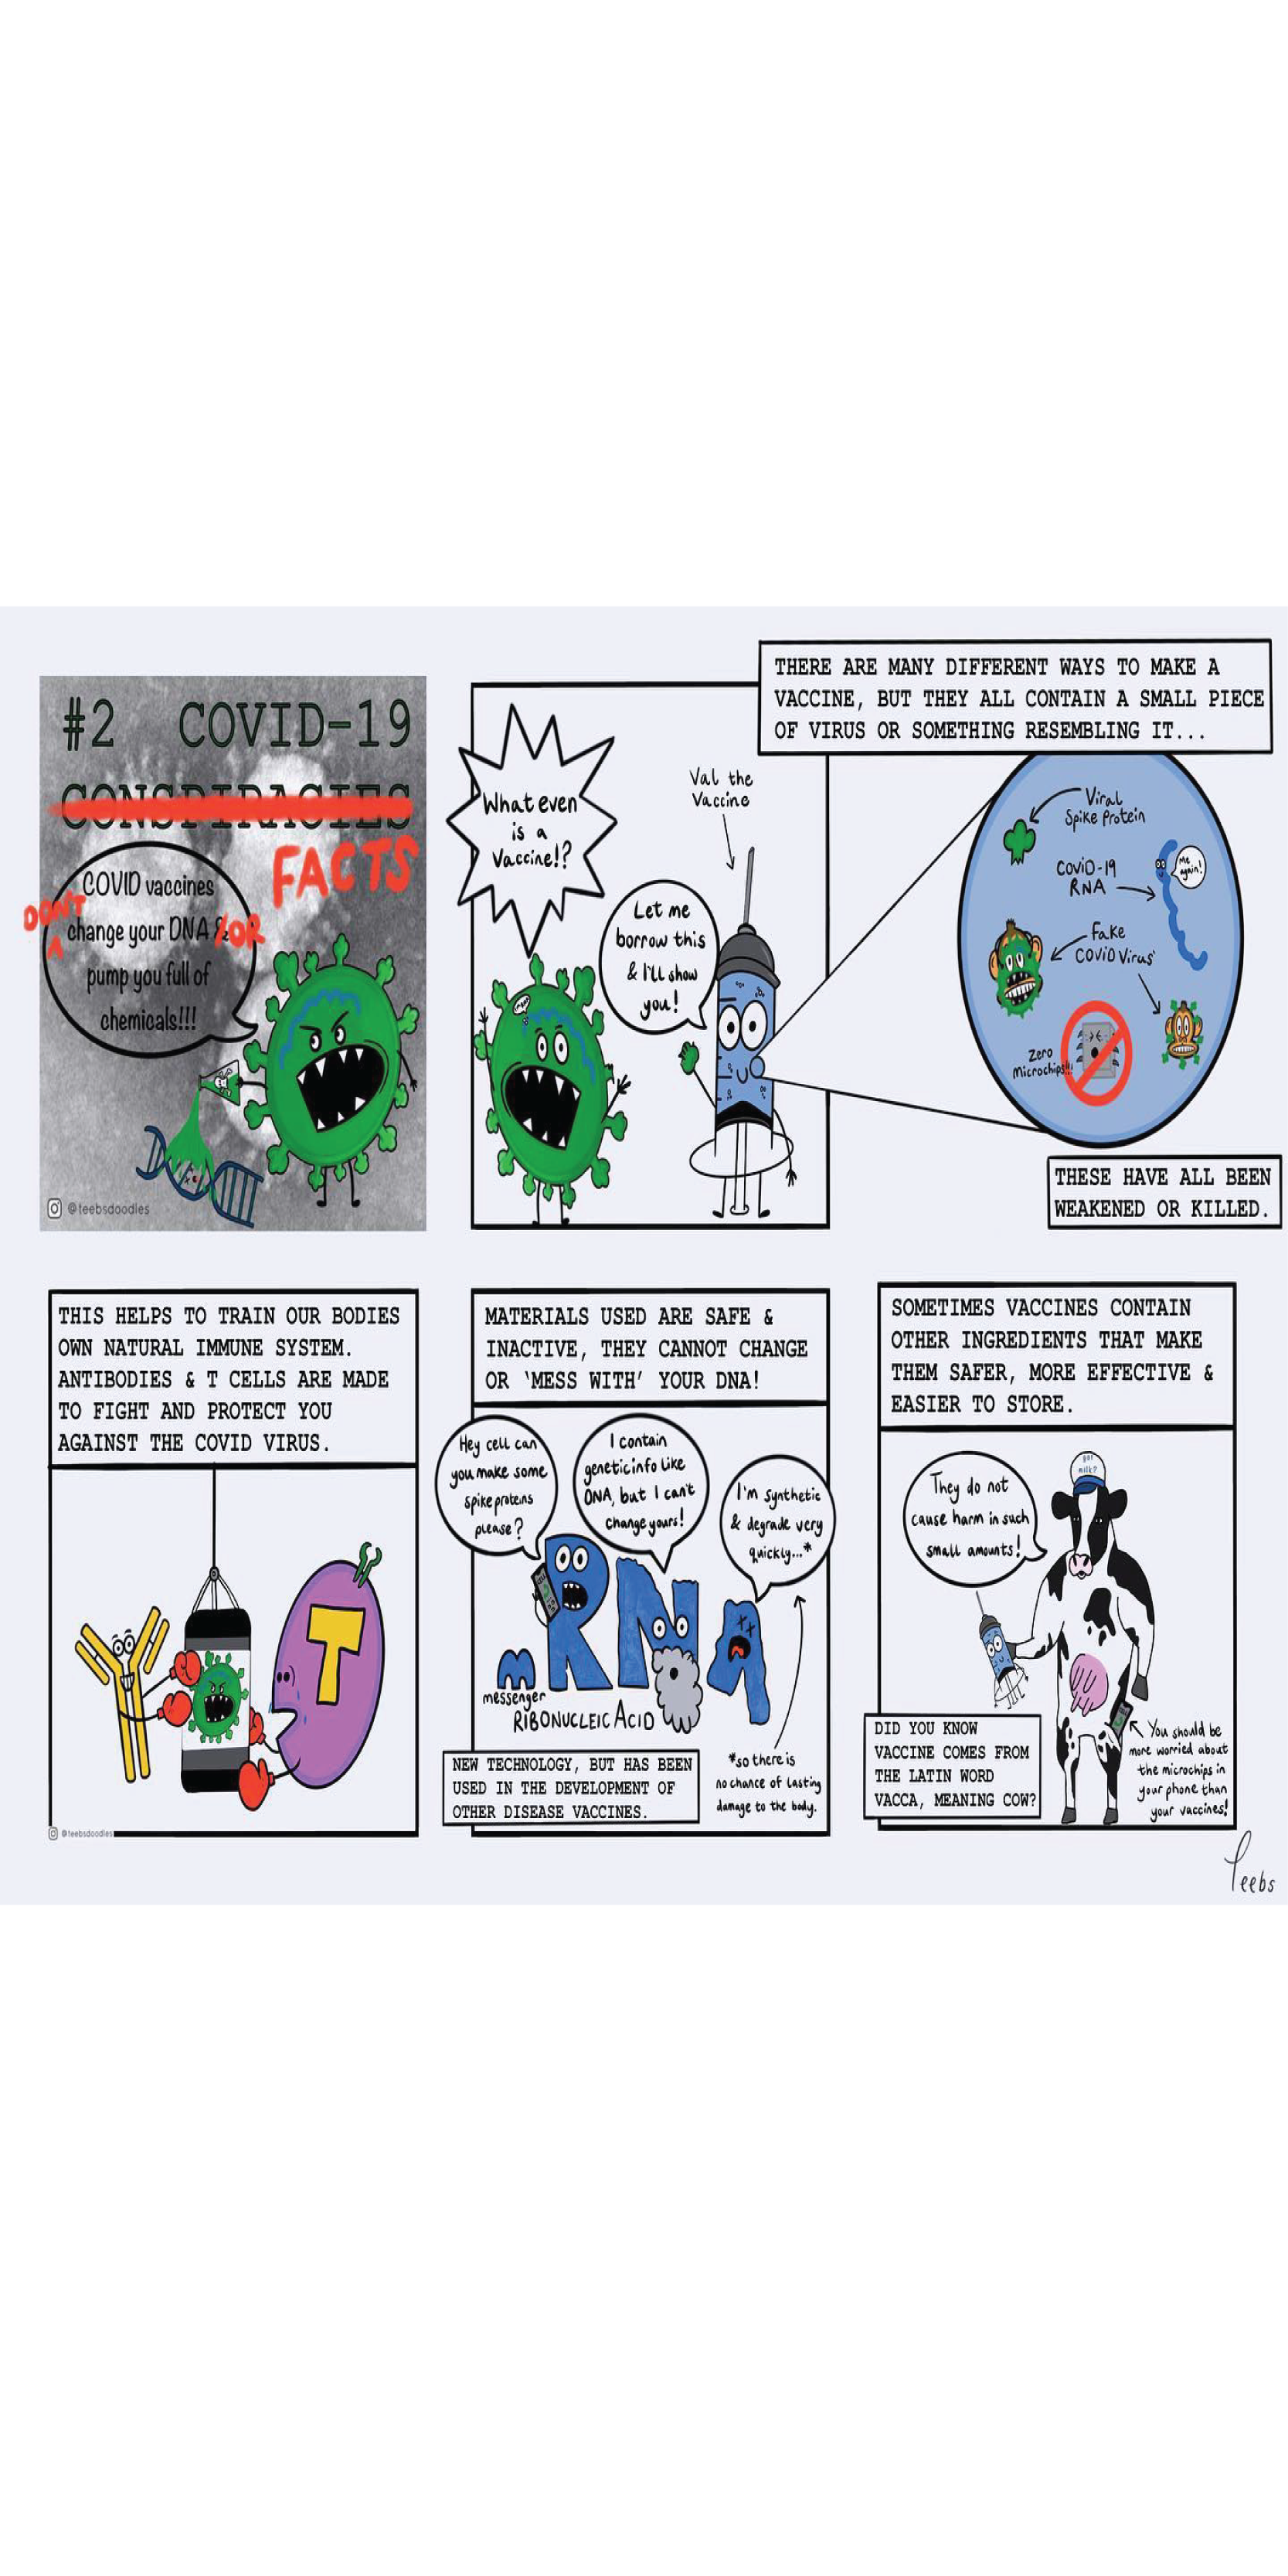 #2 COVID-19
CONSPIRACIES
FACTS
COVID vaccines
DON'T
change your DNA & OR
pump you full of
chemicals!!!
@teebsdoodles
What even
is a
Vaccine!?
Let me
borrow this
& I'll show
you!
Val the
Vaccine
THERE ARE MANY DIFFERENT WAYS TO MAKE A
VACCINE, BUT THEY ALL CONTAIN A SMALL PIECE
OF VIRUS OR SOMETHING RESEMBLING IT...
Viral
Spike Protein
COVID-19
RNA
Me
again!
Fake
COVID Virus'
Zero
Microchips!!
THESE HAVE ALL BEEN
WEAKENED OR KILLED.
THIS HELPS TO TRAIN OUR BODIES
OWN NATURAL IMMUNE SYSTEM.
ANTIBODIES & T CELLS ARE MADE
TO FIGHT AND PROTECT YOU
AGAINST THE COVID VIRUS.
T
@teebsdoodles
MATERIALS USED ARE SAFE &
INACTIVE, THEY CANNOT CHANGE
OR 'MESS WITH' YOUR DNA!
Hey cell can
you make some
spike proteins
please?
I contain
genetic info like
DNA, but I can't
change yours!
I'm synthetic
& degrade very
quickly...*
mRNA
messenger
RIBONUCLEIC ACID
NEW TECHNOLOGY, BUT HAS BEEN
USED IN THE DEVELOPMENT OF
OTHER DISEASE VACCINES.
*so there is
no chance of lasting
damage to the body.
SOMETIMES VACCINES CONTAIN
OTHER INGREDIENTS THAT MAKE
THEM SAFER, MORE EFFECTIVE &
EASIER TO STORE.
got
milk?
They do not
cause harm in such
small amounts!
DID YOU KNOW
VACCINE COMES FROM
THE LATIN WORD
VACCA, MEANING COW?
You should be
more worried about
the microchips in
your phone than
your vaccines!
Teebs